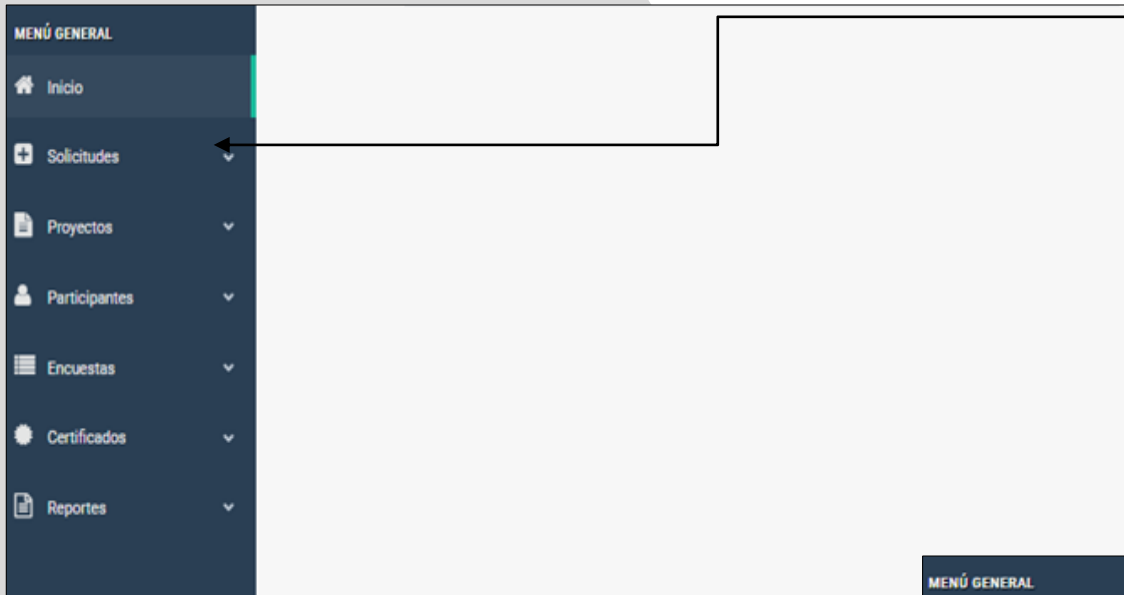 MENÚ GENERAL
Inicio
Solicitudes
Proyectos
Participantes
Encuestas
Certificados
Reportes
MENÚ GENERAL